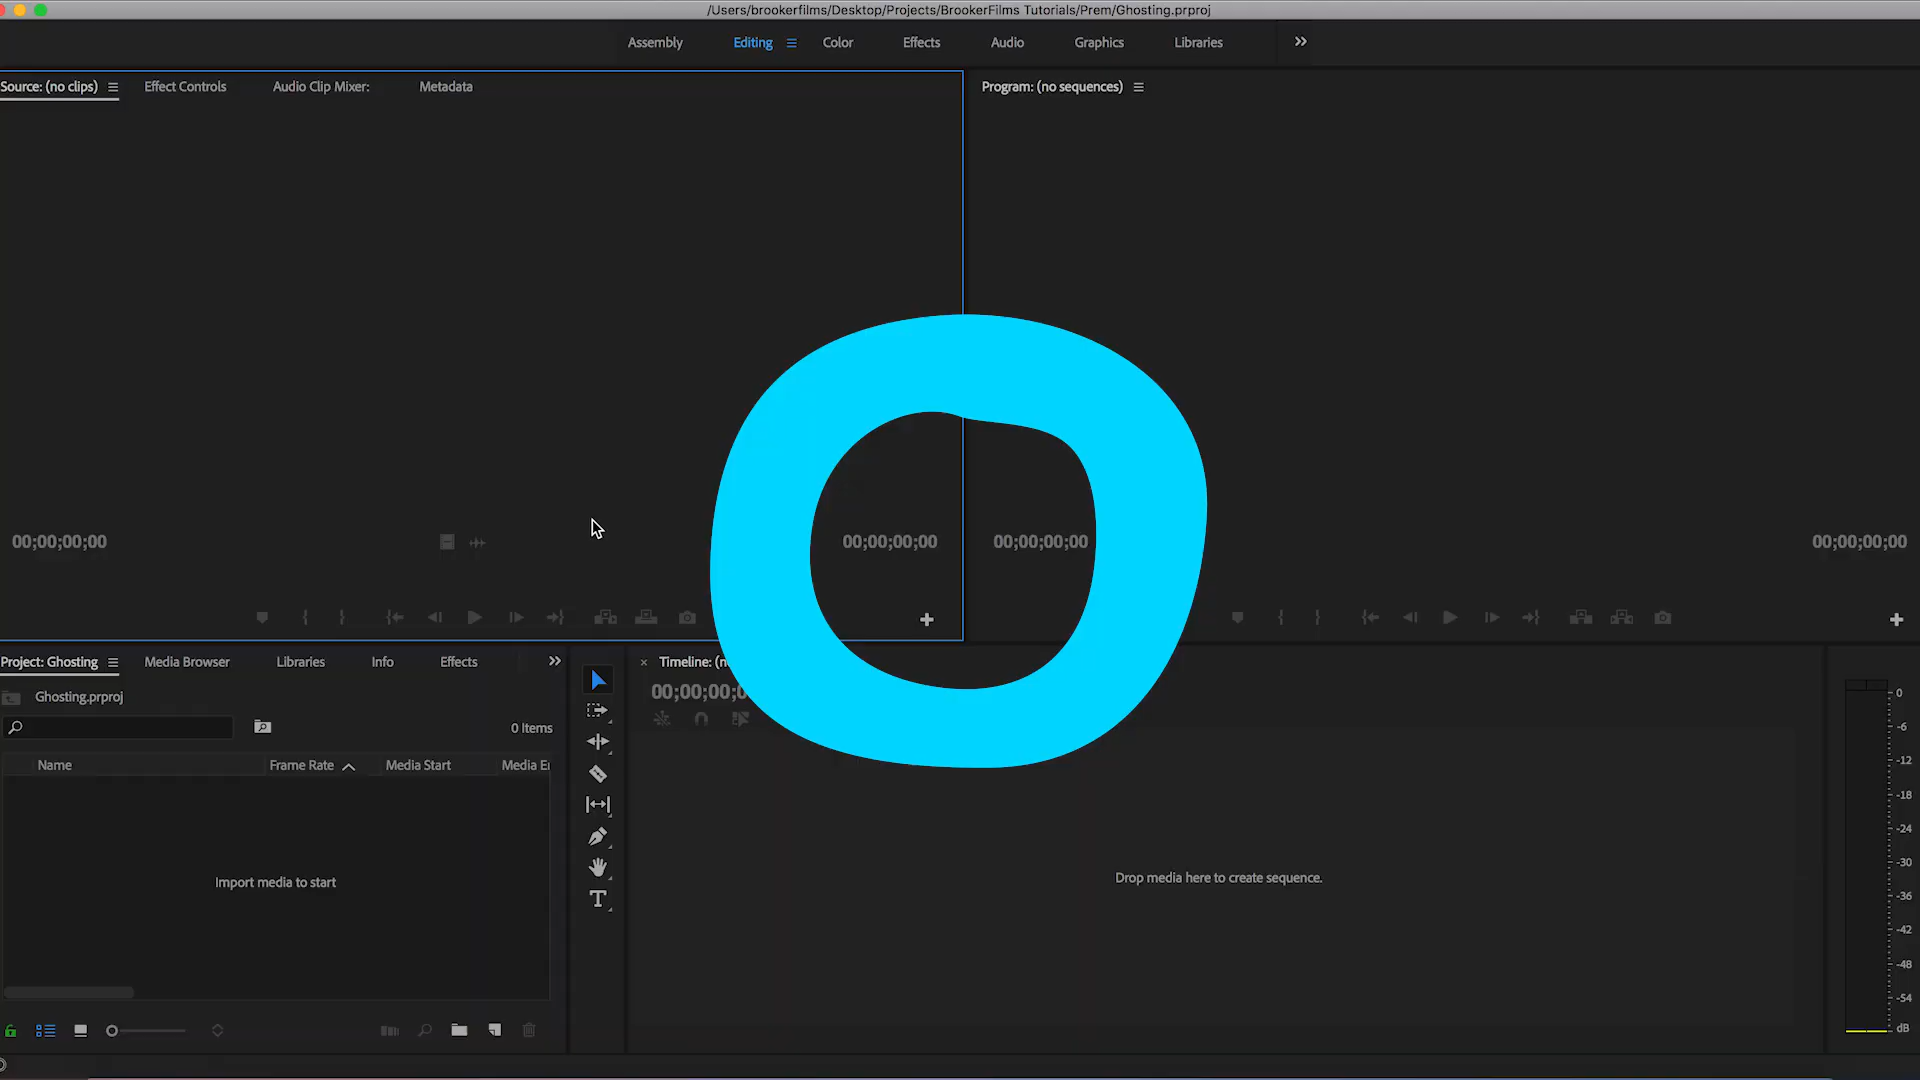 /Users/brookerfilms/Desktop/Projects/BrookerFilms Tutorials/Prem/Ghosting.prproj
Assembly Editing Color Effects Audio Graphics Libraries
Source: (no clips) Effect Controls Audio Clip Mixer: Metadata
Program: (no sequences)
00;00;00;00 00;00;00;00
00;00;00;00 00;00;00;00
Project: Ghosting Media Browser Libraries Info Effects
Ghosting.prproj
0 Items
Name Frame Rate Media Start Media
Import media to start
× Timeline:
00;00;00;
Drop media here to create sequence.
0
-6
-12
-18
-24
-30
-36
-42
-48
-54
dB